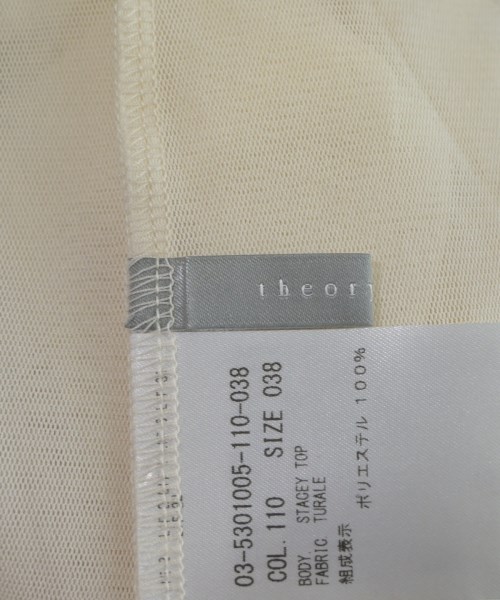 theory
03-5301005-110-038
COL. 110 SIZE 038
BODY. STACEY TOP
FABRIC TURALE
組成表示
ポリエステル 100%